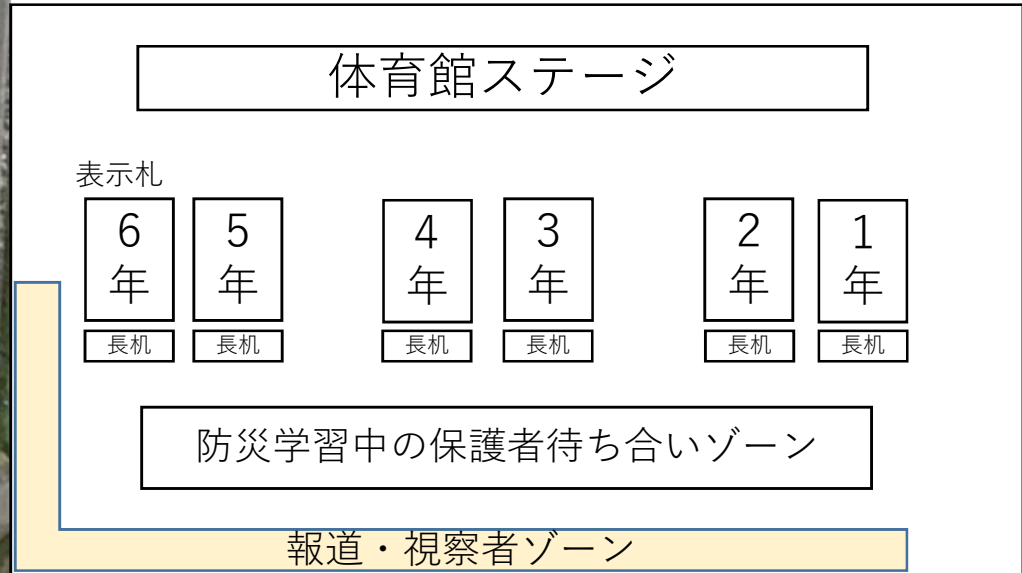 体育館ステージ
表示札
6年
5年
4年
3年
2年
1年
長机
長机
長机
長机
長机
長机
防災学習中の保護者待ち合いゾーン
報道・視察者ゾーン